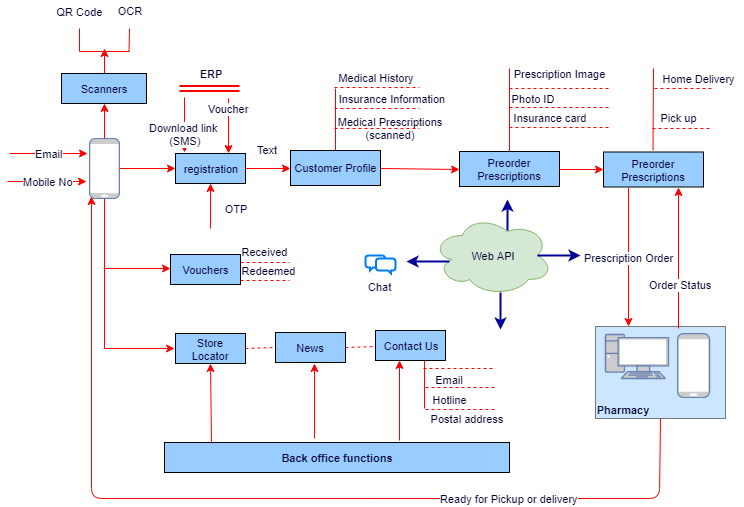 QR Code
OCR
Scanners
ERP
Voucher
Download link
(SMS)
Email
Mobile No
registration
Text
OTP
Medical History
Insurance Information
Medical Prescriptions
(scanned)
Customer Profile
Prescription Image
Photo ID
Insurance card
Preorder
Prescriptions
Home Delivery
Pick up
Preorder
Prescriptions
Vouchers
Received
Redeemed
Chat
Web API
Prescription Order
Order Status
Store
Locator
News
Contact Us
Email
Hotline
Postal address
Pharmacy
Back office functions
Ready for Pickup or delivery